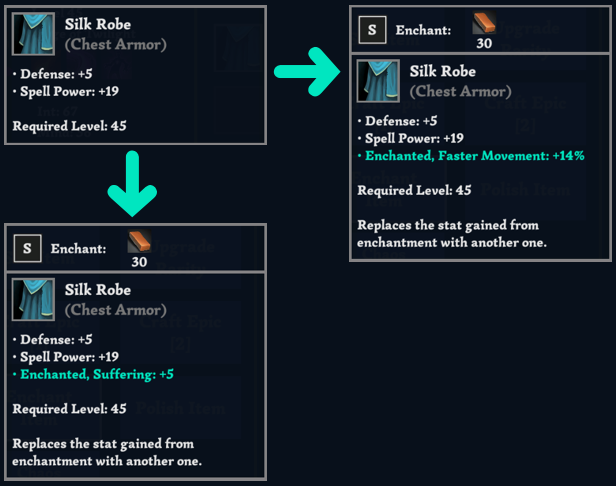 Silk Robe
(Chest Armor)
• Defense: +5
• Spell Power: +19
Required Level: 45
S Enchant:
30
Silk Robe
(Chest Armor)
• Defense: +5
• Spell Power: +19
• Enchanted, Faster Movement: +14%
Required Level: 45
Replaces the stat gained from
enchantment with another one.
S Enchant:
30
Silk Robe
(Chest Armor)
• Defense: +5
• Spell Power: +19
• Enchanted, Suffering: +5
Required Level: 45
Replaces the stat gained from
enchantment with another one.